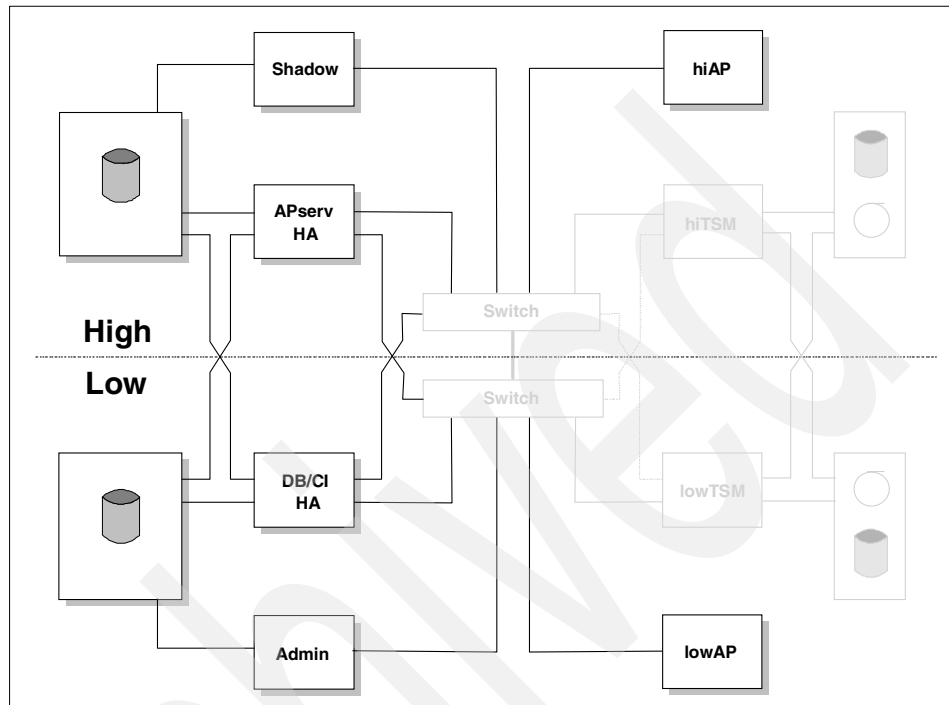 Shadow
hiAP
APserv
HA
hiTSM
Switch
High
Low
Switch
DB/CI
HA
lowTSM
Admin
lowAP